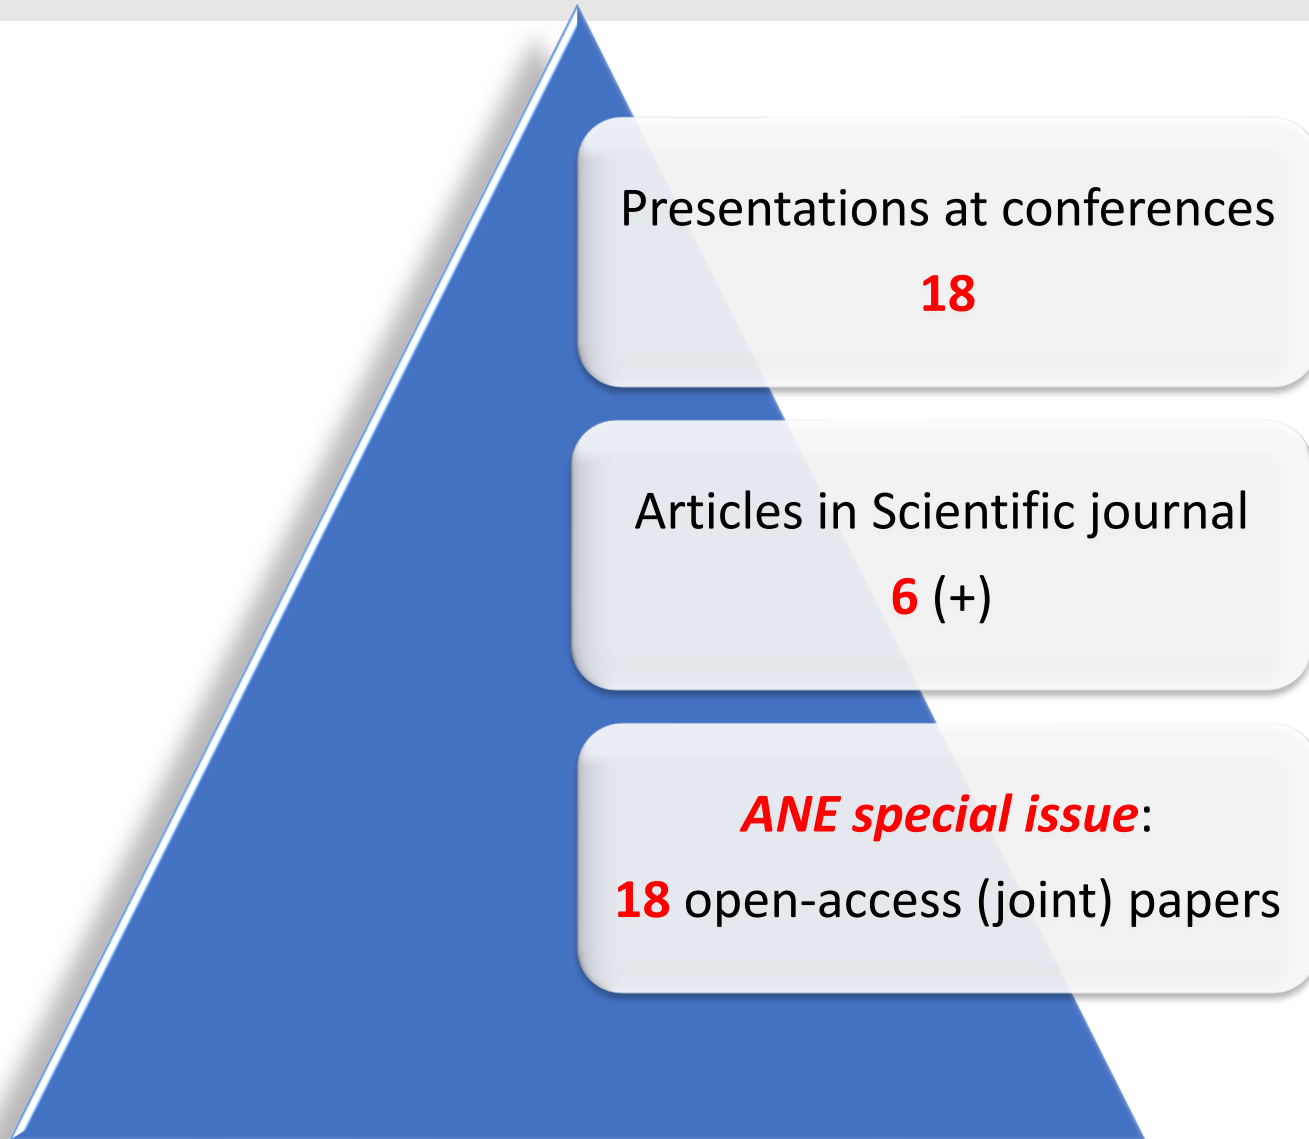 Presentations at conferences
18
Articles in Scientific journal
6 (+)
ANE special issue:
18 open-access (joint) papers